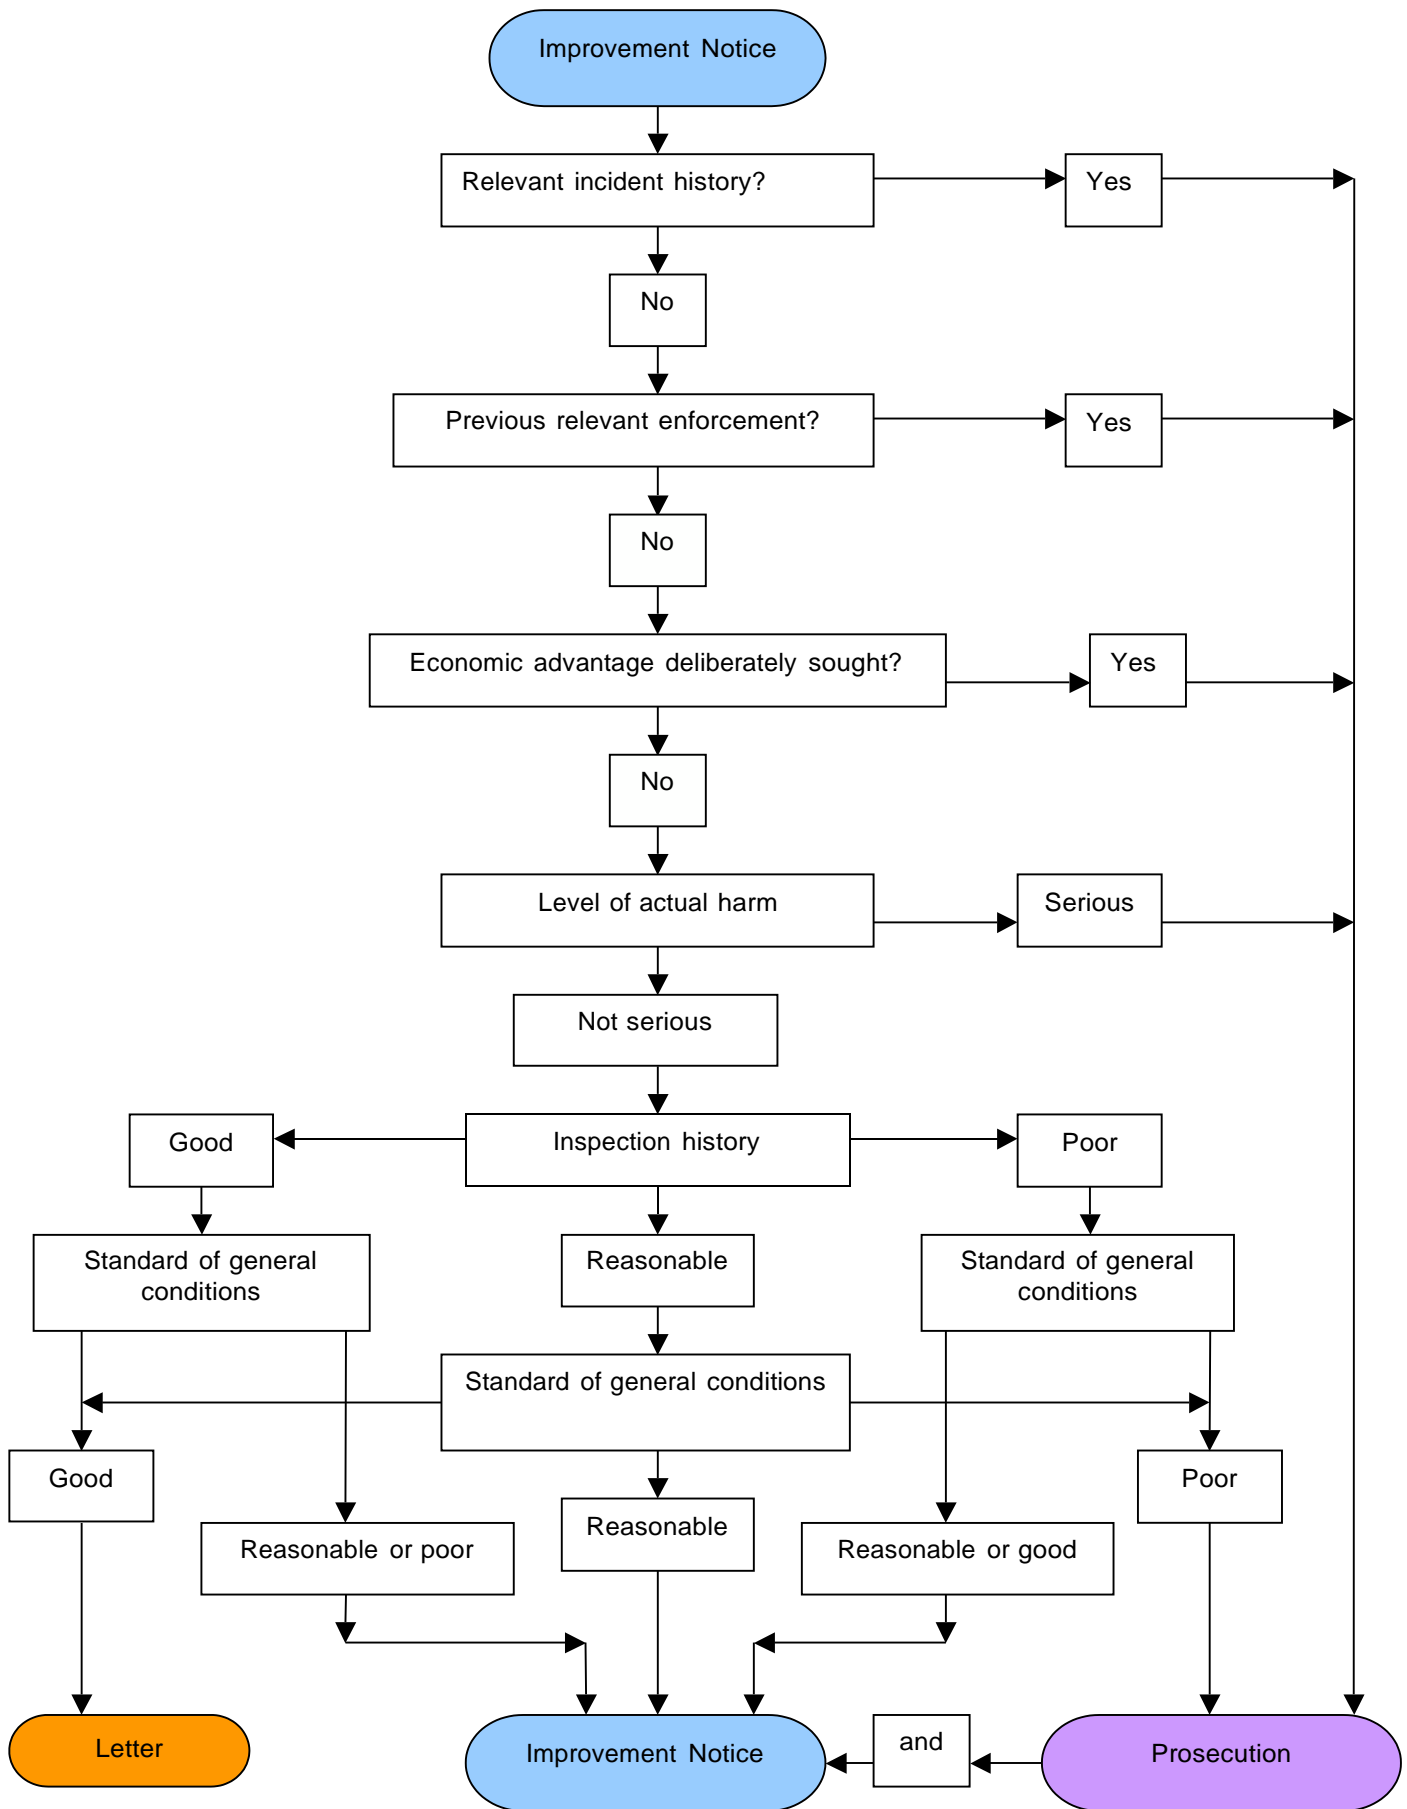 Improvement Notice
Relevant incident history?
Yes
No
Previous relevant enforcement?
Yes
No
Economic advantage deliberately sought?
Yes
No
Level of actual harm
Serious
Not serious
Good
Inspection history
Poor
Standard of general
conditions
Reasonable
Standard of general
conditions
Standard of general conditions
Good
Reasonable or poor
Reasonable
Reasonable or good
Poor
Letter
Improvement Notice
and
Prosecution